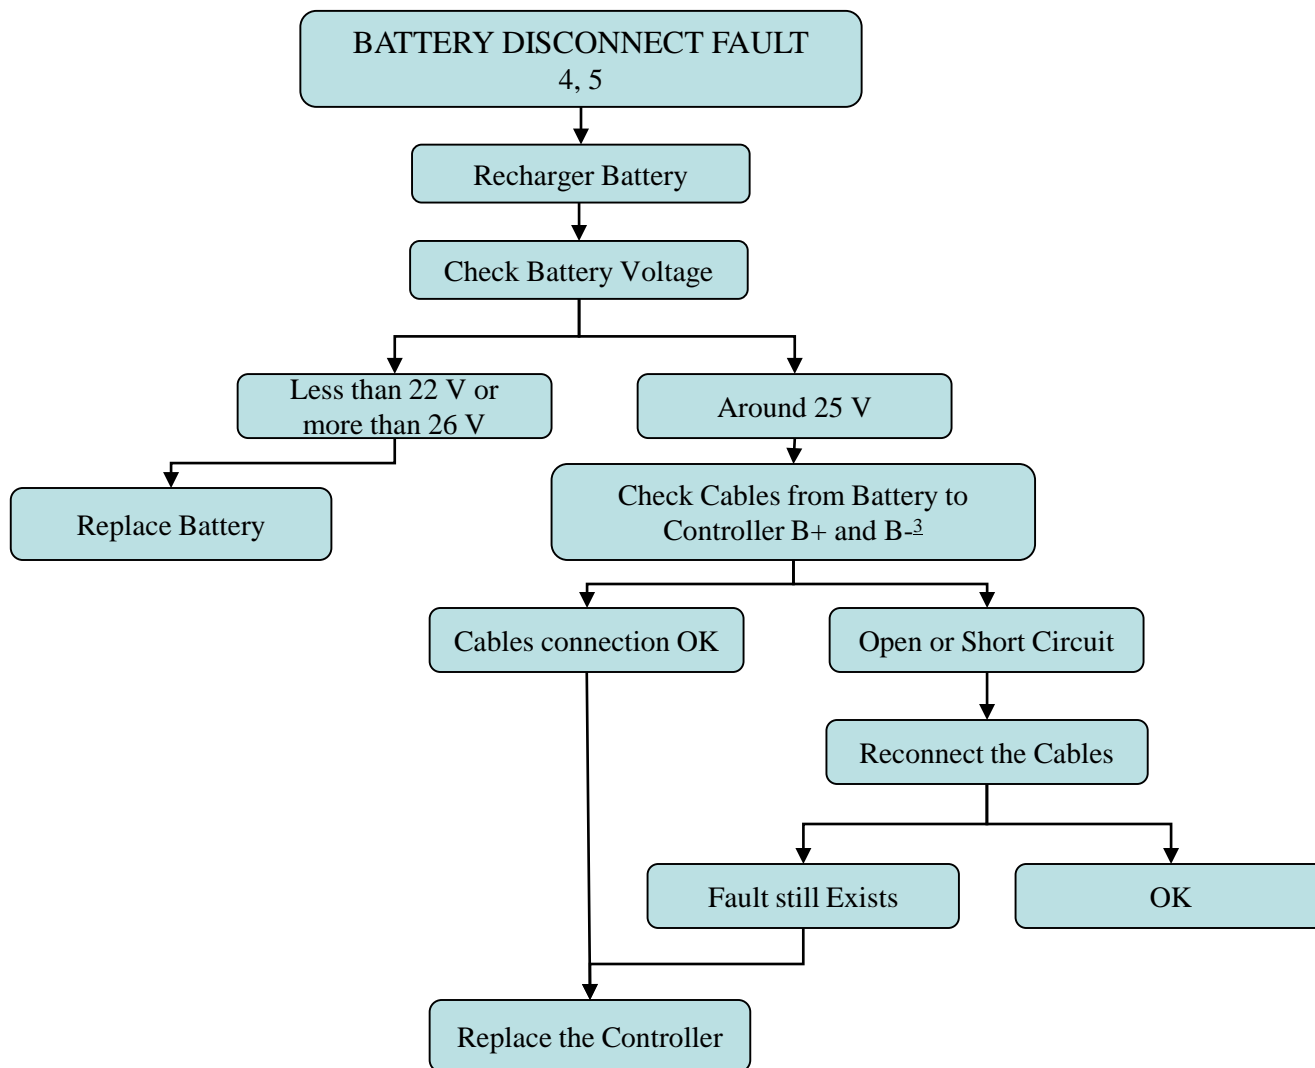 BATTERY DISCONNECT FAULT
4, 5
Recharger Battery
Check Battery Voltage
Less than 22 V or
more than 26 V
Around 25 V
Replace Battery
Check Cables from Battery to
Controller B+ and B-3
Cables connection OK
Open or Short Circuit
Reconnect the Cables
Fault still Exists
OK
Replace the Controller